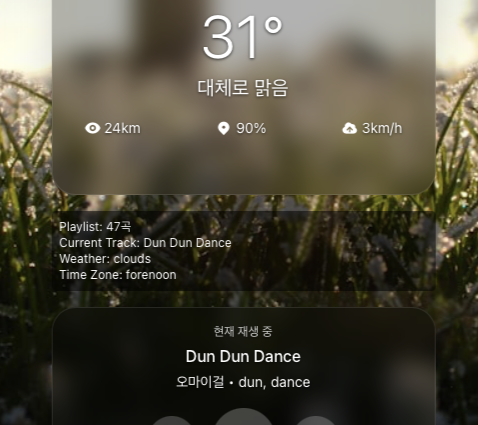 31°
대체로 맑음
24km
90%
3km/h
Playlist: 47곡
Current Track: Dun Dun Dance
Weather: clouds
Time Zone: forenoon
현재 재생 중
Dun Dun Dance
오마이걸 • dun, dance